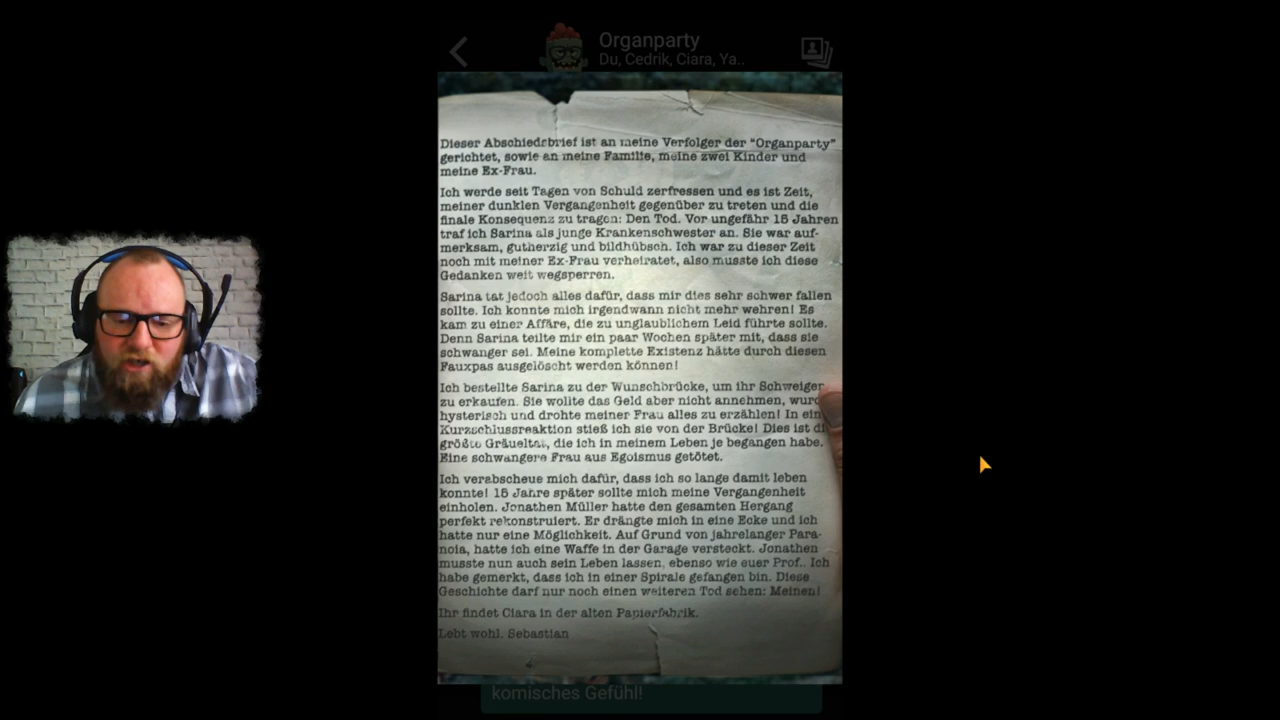 Organparty
Du, Cedrik, Ciara, Ya..
Dieser Abschiedsbrief ist an meine Verfolger der "Organparty"
gerichtet, sowie an meine Familie, meine zwei Kinder und
meine Ex-Frau.
Ich werde seit Tagen von Schuld zerfressen und es ist Zeit,
meiner dunklen Vergangenheit gegenüber zu treten und die
finale Konsequenz zu tragen: Den Tod. Vor ungefähr 15 Jahren
traf ich Sarina als junge Krankenschwester an. Sie war auf-
merksam, gutherzig und bildhübsch. Ich war zu dieser Zeit
noch mit meiner Ex-Frau verheiratet, also musste ich diese
Gedanken weit wegsperren.
Sarina tat jedoch alles dafür, dass mir dies sehr schwer fallen
sollte. Ich konnte mich irgendwann nicht mehr wehren! Es
kam zu einer Affäre, die zu unglaublichem Leid führte sollte.
Denn Sarina teilte mir ein paar Wochen später mit, dass sie
schwanger sei. Meine komplette Existenz hätte durch diesen
Fauxpas ausgelöscht werden können!
Ich bestellte Sarina zu der Wunschbrücke, um ihr Schweigen
zu erkaufen. Sie wollte das Geld aber nicht annehmen, wurd
hysterisch und drohte meiner Frau alles zu erzählen! In ein
Kurzschlussreaktion stieß ich sie von der Brücke! Dies ist di
größte Gräueltat, die ich in meinem Leben je begangen habe.
Eine schwangere Frau aus Egoismus getötet.
Ich verabscheue mich dafür, dass ich so lange damit leben
konnte! 15 Jahre später sollte mich meine Vergangenheit
einholen. Jonathen Müller hatte den gesamten Hergang
perfekt rekonstruiert. Er drängte mich in eine Ecke und ich
hatte nur eine Möglichkeit. Auf Grund von jahrelanger Para-
noia, hatte ich eine Waffe in der Garage versteckt. Jonathen
musste nun auch sein Leben lassen, ebenso wie euer Prof.. Ich
habe gemerkt, dass ich in einer Spirale gefangen bin. Diese
Geschichte darf nur noch einen weiteren Tod sehen: Meinen!
Ihr findet Ciara in der alten Papierfabrik.
Lebt wohl. Sebastian
komisches Gefühl!